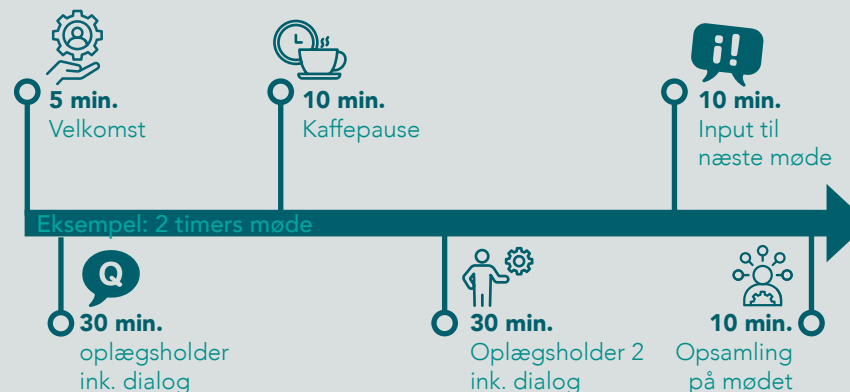 5 min.
Velkomst
10 min.
Kaffepause
i!
10 min.
Input til
næste møde
Eksempel: 2 timers møde
Q
30 min.
oplægsholder
ink. dialog
30 min.
Oplægsholder 2
ink. dialog
10 min.
Opsamling
på mødet